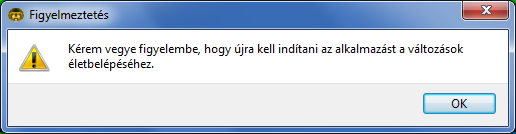 Figyelmeztetés
Kérem vegye figyelembe, hogy újra kell indítani az alkalmazást a változások
életbelépéséhez.
OK